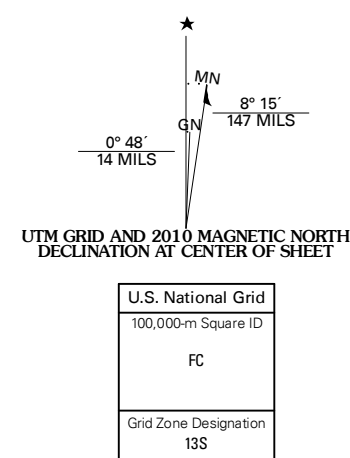 MN
8° 15´
147 MILS
GN
0° 48´
14 MILS
UTM GRID AND 2010 MAGNETIC NORTH
DECLINATION AT CENTER OF SHEET
U.S. National Grid
100,000-m Square ID
FC
Grid Zone Designation
13S